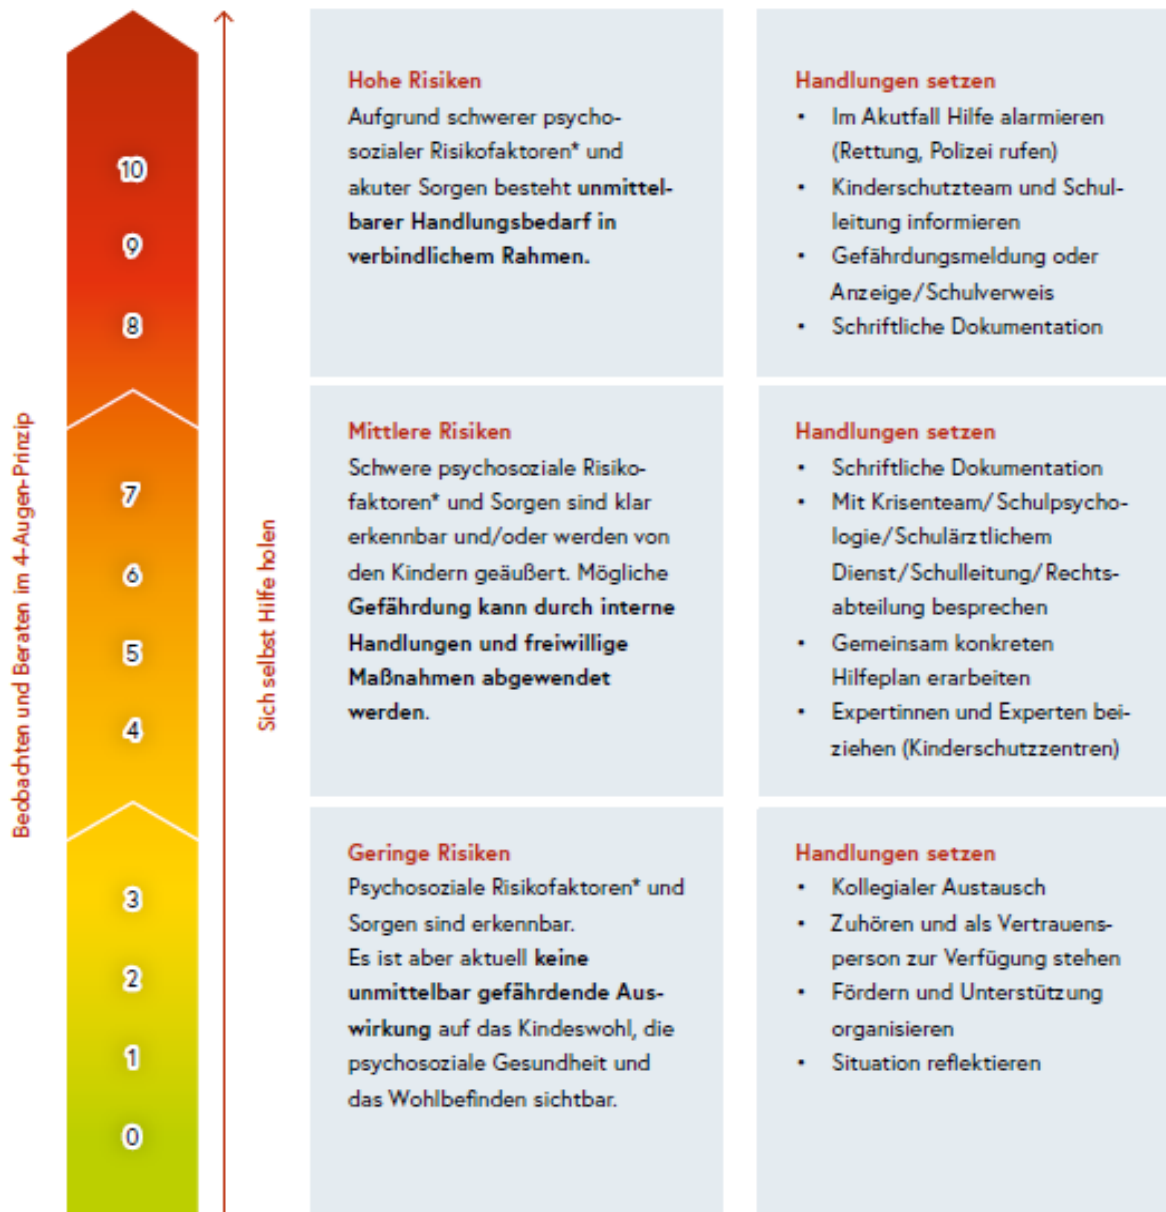 Beobachten und Beraten im 4-Augen-Prinzip
10
9
8
7
6
5
4
3
2
1
0
Sich selbst Hilfe holen
Hohe Risiken
Aufgrund schwerer psycho-
sozialer Risikofaktoren* und
akuter Sorgen besteht unmittel-
barer Handlungsbedarf in
verbindlichem Rahmen.
Handlungen setzen
• Im Akutfall Hilfe alarmieren
(Rettung, Polizei rufen)
• Kinderschutzteam und Schul-
leitung informieren
• Gefährdungsmeldung oder
Anzeige/Schulverweis
• Schriftliche Dokumentation
Mittlere Risiken
Schwere psychosoziale Risiko-
faktoren* und Sorgen sind klar
erkennbar und/oder werden von
den Kindern geäußert. Mögliche
Gefährdung kann durch interne
Handlungen und freiwillige
Maßnahmen abgewendet
werden.
Handlungen setzen
• Schriftliche Dokumentation
• Mit Krisenteam/Schulpsycho-
logie/Schulärztlichem
Dienst/Schulleitung/Rechts-
abteilung besprechen
• Gemeinsam konkreten
Hilfeplan erarbeiten
• Expertinnen und Experten bei-
ziehen (Kinderschutzzentren)
Geringe Risiken
Psychosoziale Risikofaktoren* und
Sorgen sind erkennbar.
Es ist aber aktuell keine
unmittelbar gefährdende Aus-
wirkung auf das Kindeswohl, die
psychosoziale Gesundheit und
das Wohlbefinden sichtbar.
Handlungen setzen
• Kollegialer Austausch
• Zuhören und als Vertrauens-
person zur Verfügung stehen
• Fördern und Unterstützung
organisieren
• Situation reflektieren